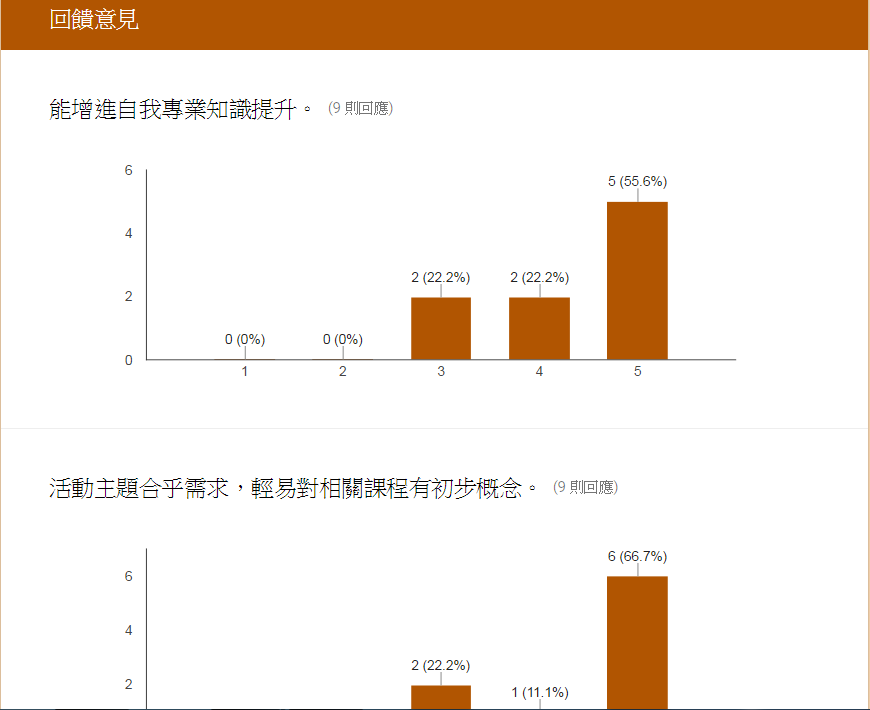 回饋意見
能增進自我專業知識提升。 (9 則回應)
6
5 (55.6%)
4
2 (22.2%) 2 (22.2%)
2
0 (0%) 0 (0%)
0
1 2 3 4 5
活動主題合乎需求，輕易對相關課程有初步概念。 (9 則回應)
6 (66.7%)
6
4
2 (22.2%)
2
1 (11.1%)